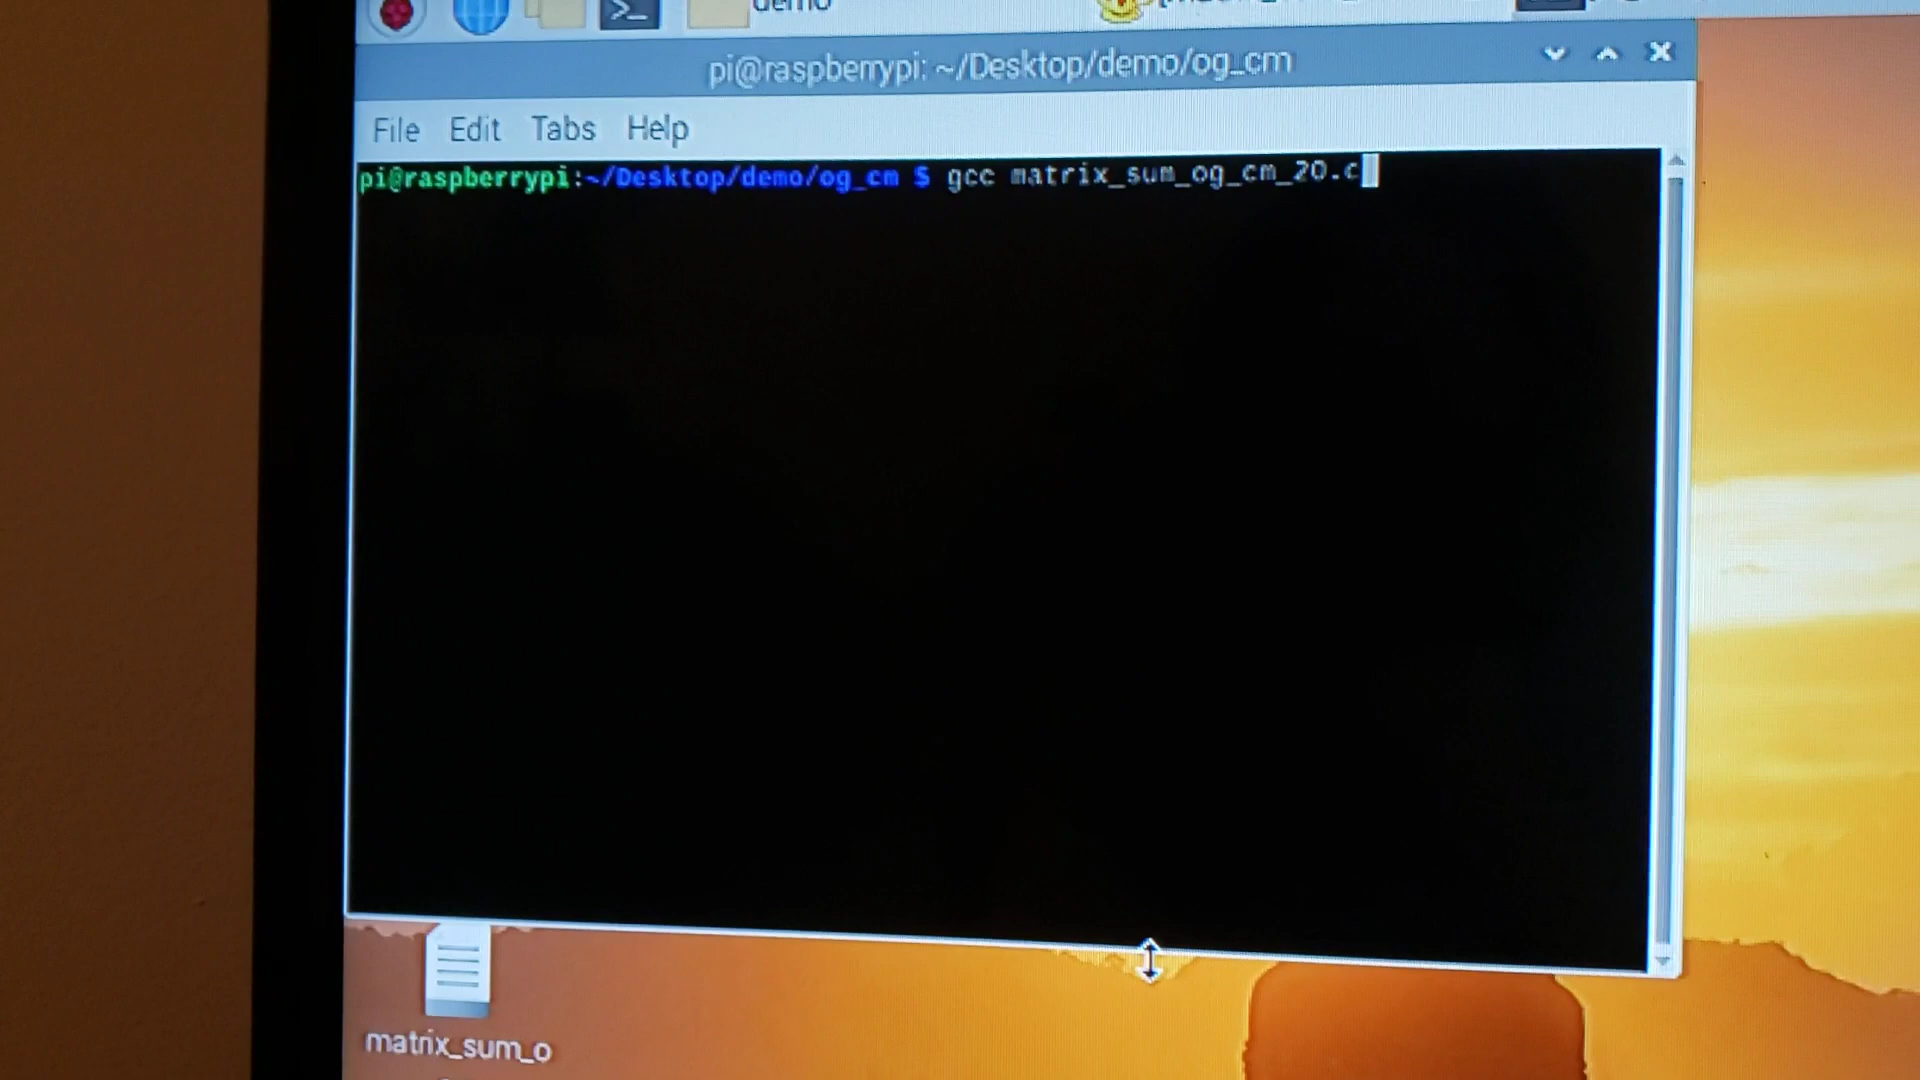 demo
pi@raspberrypi: ~/Desktop/demo/og_cm
File Edit Tabs Help
pi@raspberrypi:~/Desktop/demo/og_cm $ gcc matrix_sum_og_cm_20.c
matrix_sum_o